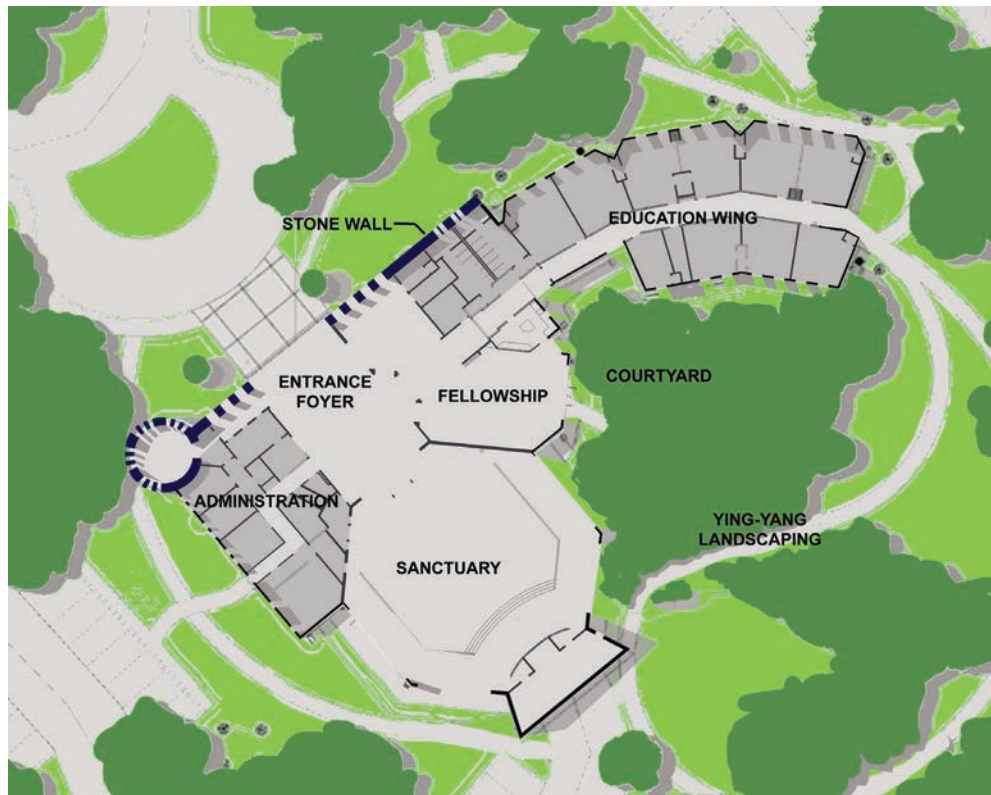 STONE WALL
EDUCATION WING
ENTRANCE
FOYER
FELLOWSHIP
COURTYARD
ADMINISTRATION
YING-YANG
LANDSCAPING
SANCTUARY